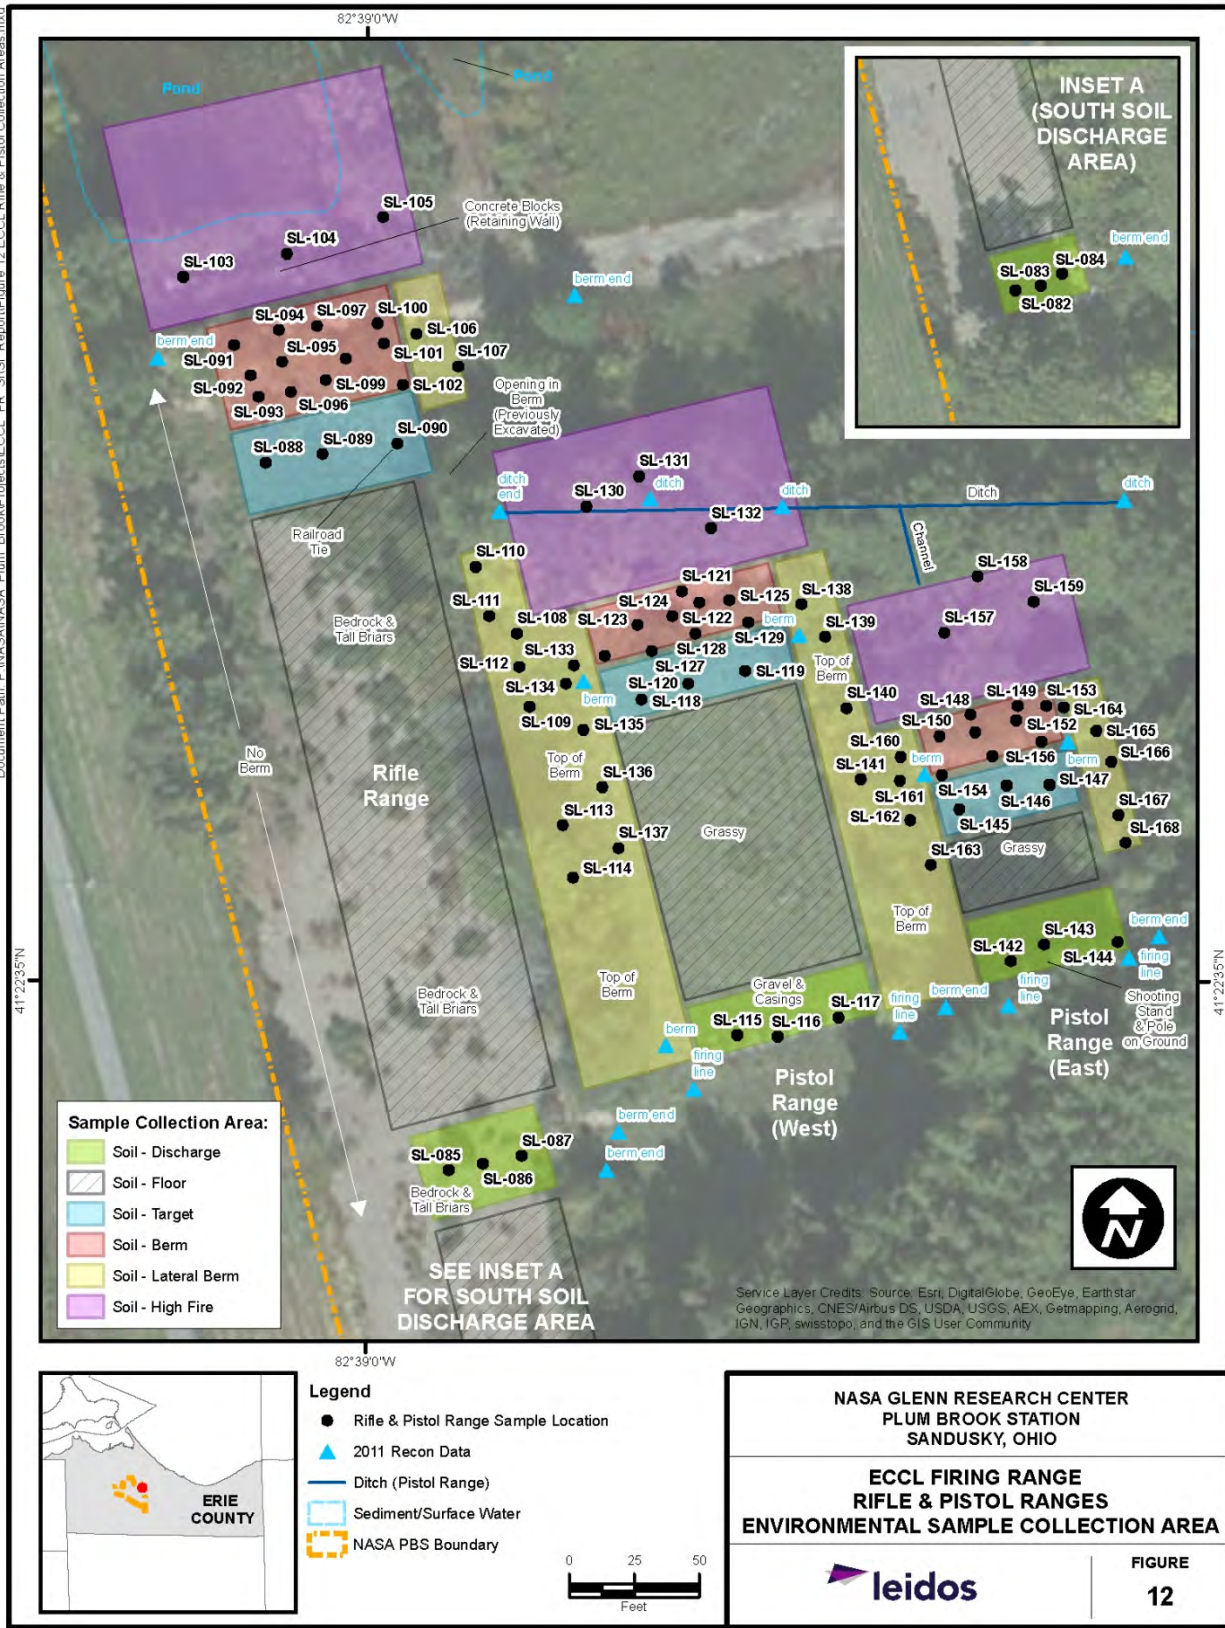 82°39'0"W
Pond
Pond
INSET A
(SOUTH SOIL
DISCHARGE
AREA)
berm end
SL-084
SL-083
SL-082
SL-105
Concrete Blocks
(Retaining Wall)
SL-104
SL-103
berm end
SL-094
SL-097
SL-100
SL-106
berm end
SL-091
SL-095
SL-101
SL-107
SL-092
SL-099
SL-102
SL-093
SL-096
Opening in
Berm
(Previously
Excavated)
SL-088
SL-089
SL-090
Railroad
Tie
SL-131
ditch
end
SL-130
ditch
ditch
Ditch
ditch
SL-132
Channel
SL-110
SL-158
SL-159
SL-157
SL-121
SL-124
SL-125
SL-138
SL-111
SL-108
SL-123
SL-122
SL-129
berm
SL-139
Bedrock &
Tall Briars
SL-112
SL-133
SL-128
SL-127
SL-119
Top of
Berm
SL-134
SL-120
SL-118
berm
SL-109
SL-135
SL-140
SL-148
SL-149
SL-153
SL-164
SL-150
SL-152
SL-165
No
Berm
Rifle
Range
Top of
Berm
SL-136
SL-160
SL-156
berm
SL-166
SL-141
berm
SL-161
SL-154
SL-147
SL-146
SL-162
SL-145
SL-167
SL-113
Grassy
SL-137
SL-168
SL-163
Grassy
SL-114
Top of
Berm
SL-143
berm end
SL-142
SL-144
firing
line
41°22'35"N
41°22'35"N
Bedrock &
Tall Briars
Top of
Berm
Gravel &
Casings
SL-117
SL-115
SL-116
firing
line
berm end
firing
line
Shooting
Stand
& Pole
on Ground
Pistol
Range
(East)
berm
firing
line
Pistol
Range
(West)
berm end
berm end
SL-087
SL-085
SL-086
Bedrock &
Tall Briars
Sample Collection Area:
Soil - Discharge
Soil - Floor
Soil - Target
Soil - Berm
Soil - Lateral Berm
Soil - High Fire
SEE INSET A
FOR SOUTH SOIL
DISCHARGE AREA
N
Service Layer Credits: Source: Esri, DigitalGlobe, GeoEye, Earthstar
Geographics, CNES/Airbus DS, USDA, USGS, AEX, Getmapping, Aerogrid,
IGN, IGP, swisstopo, and the GIS User Community
82°39'0"W
ERIE
COUNTY
Legend
Rifle & Pistol Range Sample Location
2011 Recon Data
Ditch (Pistol Range)
Sediment/Surface Water
NASA PBS Boundary
0 25 50
Feet
NASA GLENN RESEARCH CENTER
PLUM BROOK STATION
SANDUSKY, OHIO
ECCL FIRING RANGE
RIFLE & PISTOL RANGES
ENVIRONMENTAL SAMPLE COLLECTION AREA
leidos
FIGURE
12